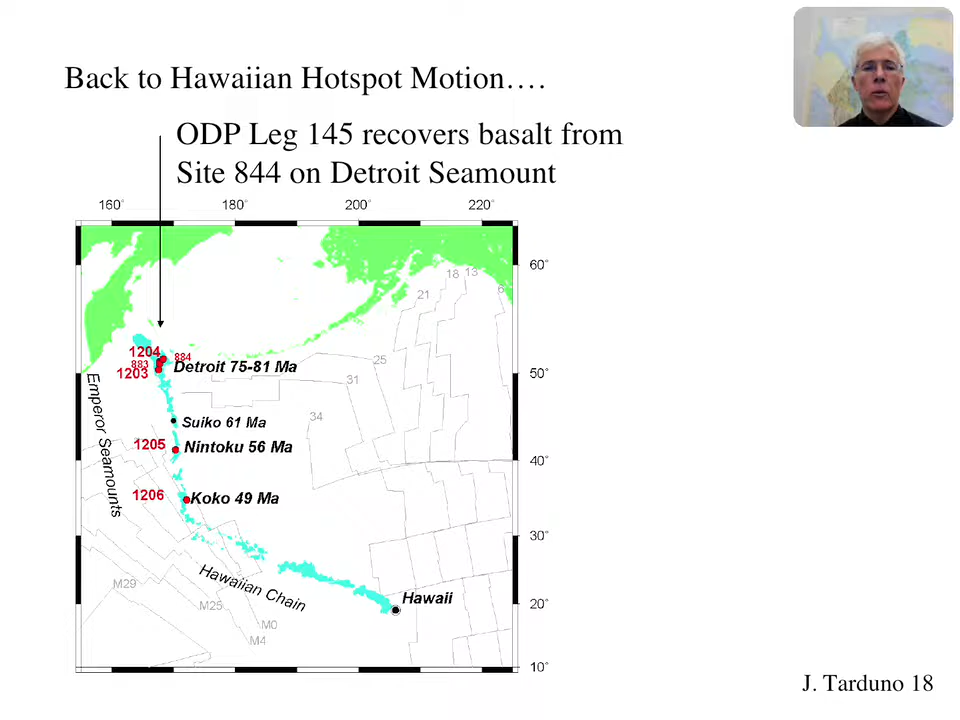 Back to Hawaiian Hotspot Motion….
ODP Leg 145 recovers basalt from
Site 844 on Detroit Seamount
160° 180° 200° 220°
60°
18 13
6
21
1204 884
883 Detroit 75-81 Ma
1203
25
50°
31
Emperor Seamounts
34
Suiko 61 Ma
1205 Nintoku 56 Ma
40°
1206 Koko 49 Ma
30°
Hawaiian Chain
M29
M25
Hawaii
20°
M0
M4
10°
J. Tarduno 18